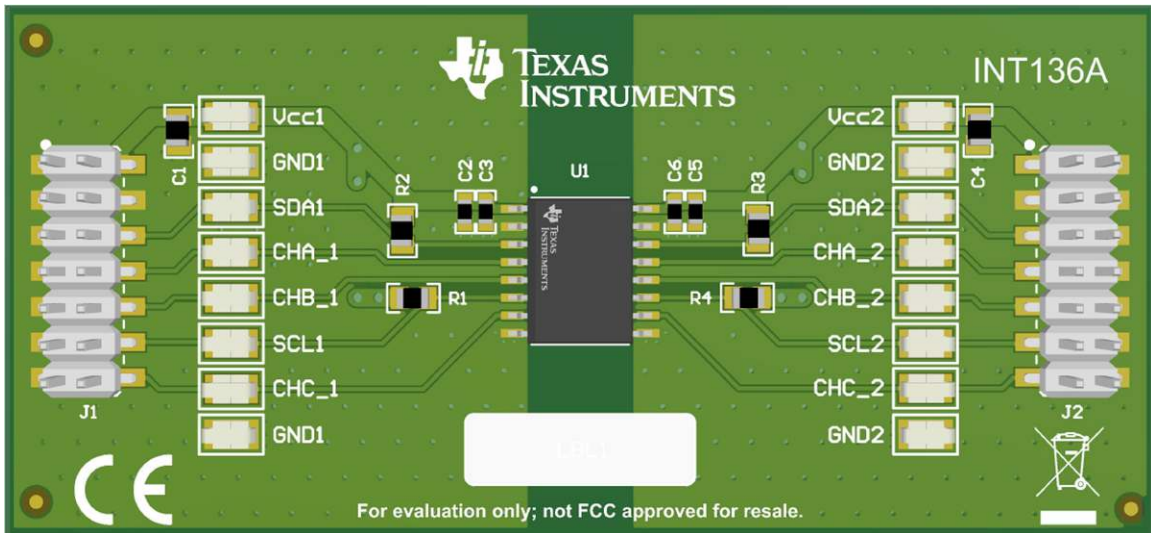 TEXAS
INSTRUMENTS
INT136A
Vcc1
GND1
SDA1
CHA_1
CHB_1
SCL1
CHC_1
GND1
C1
J1
R2
C2
C3
R1
U1
TEXAS
INSTRUMENTS
C6
C5
R3
R4
Vcc2
GND2
SDA2
CHA_2
CHB_2
SCL2
CHC_2
GND2
C4
J2
CE
For evaluation only; not FCC approved for resale.